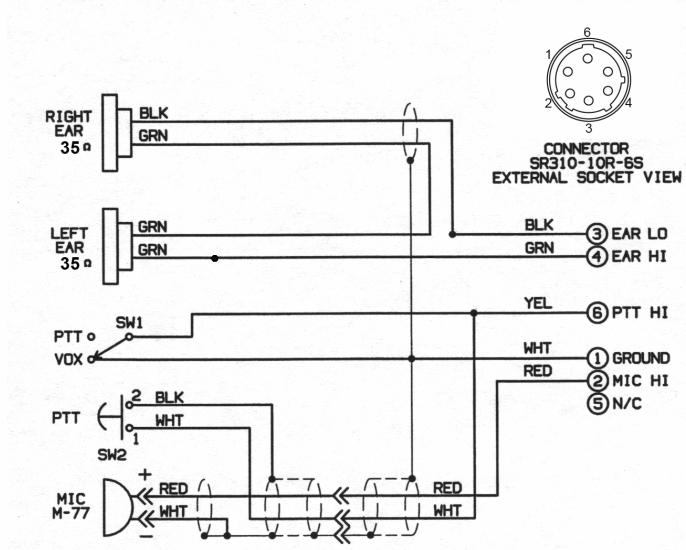 6
1
5
2
4
3
CONNECTOR
SR310-10R-6S
EXTERNAL SOCKET VIEW
RIGHT
EAR
35Ω
BLK
GRN
LEFT
EAR
35Ω
GRN
GRN
BLK
3 EAR LO
GRN
4 EAR HI
YEL
6 PTT HI
SW1
PTT
VOX
WHT
1 GROUND
RED
2 MIC HI
5 N/C
PTT
2 BLK
WHT
1
SW2
MIC
M-77
+
RED
WHT
−
RED
WHT